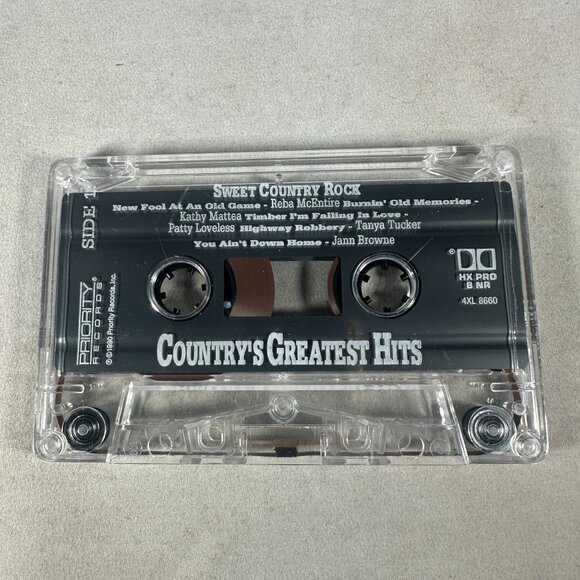 SWEET COUNTRY ROCK
New Fool At An Old Game - Reba McEntire Burnin' Old Memories -
Kathy Mattea Timber I'm Falling In Love -
Patty Loveless Highway Robbery - Tanya Tucker
You Ain't Down Home - Jann Browne
SIDE 1
PRIORITY
RECORDS®
℗©1990 Priority Records, Inc.
HX PRO
B NR
4XL 8660
COUNTRY'S GREATEST HITS